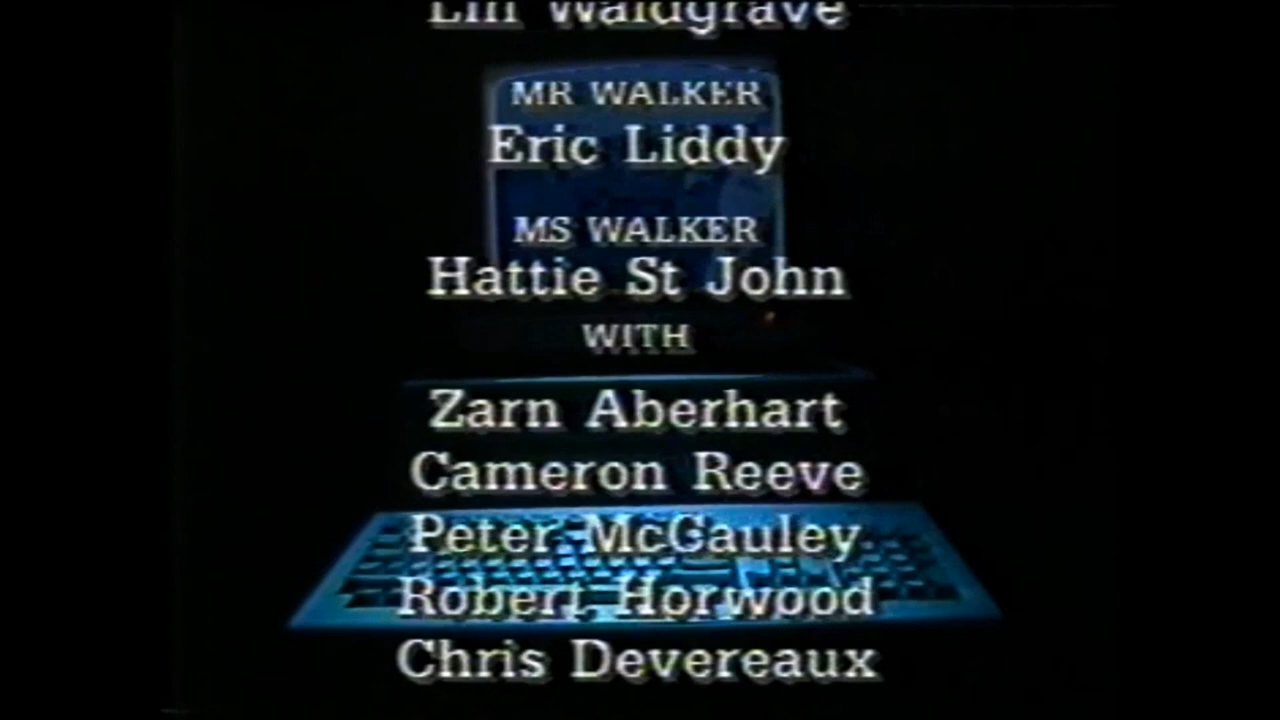 Waldgrave
MR WALKER
Eric Liddy
MS WALKER
Hattie St John
WITH
Zarn Aberhart
Cameron Reeve
Peter McGauley
Robert Horwood
Chris Devereaux